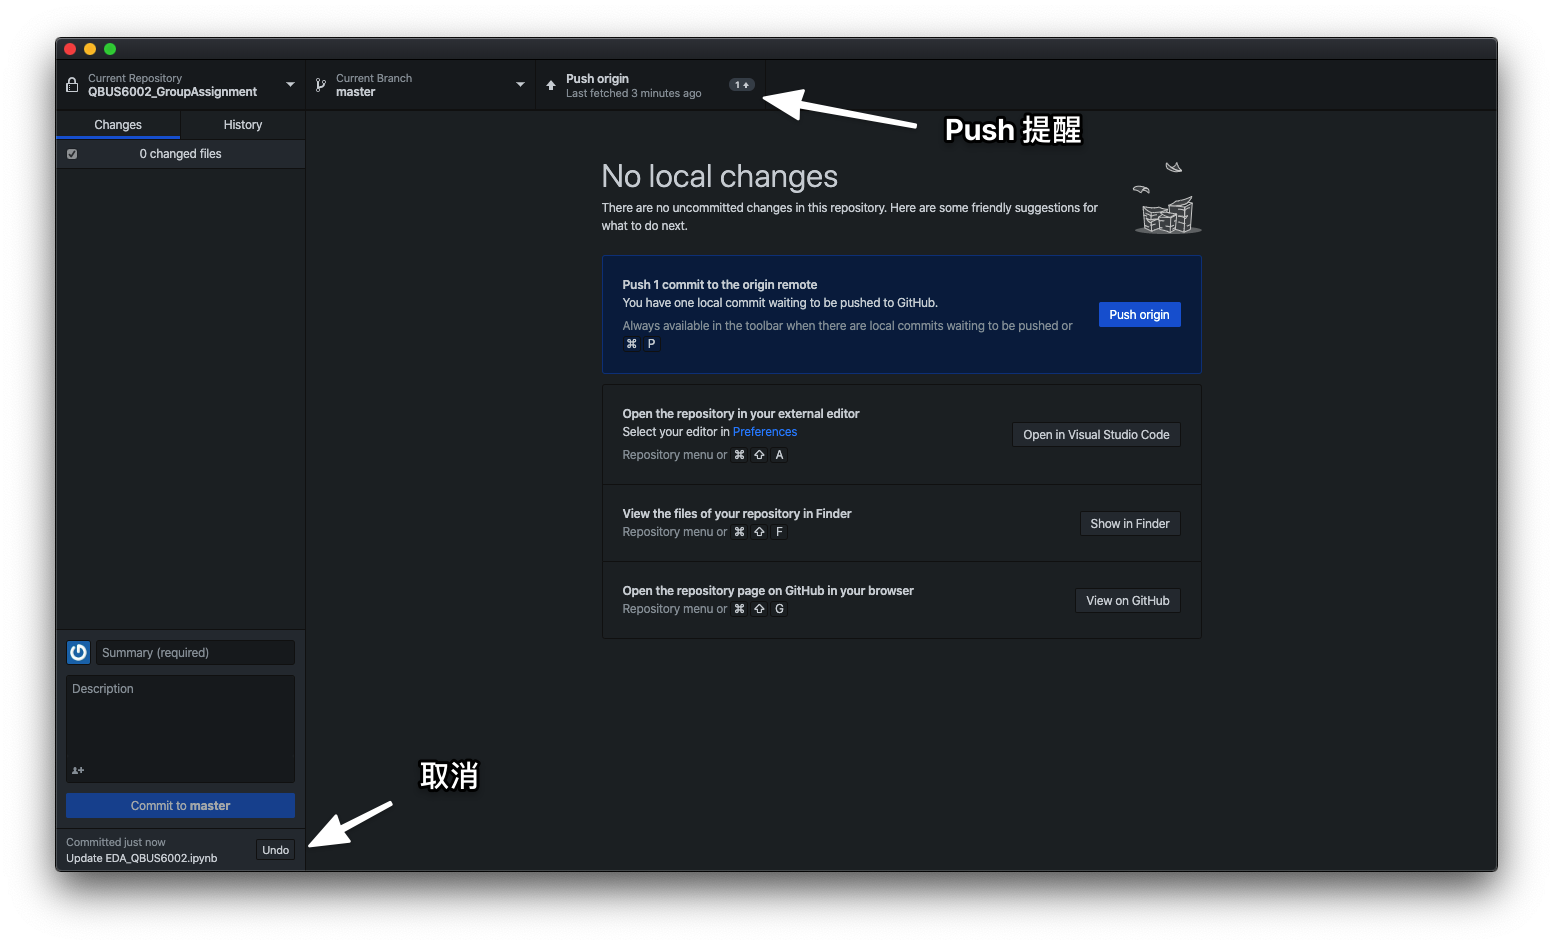 Current Repository
QBUS6002_GroupAssignment
Current Branch
master
Push origin
Last fetched 3 minutes ago
1
Push 提醒
Changes
History
0 changed files
No local changes
There are no uncommitted changes in this repository. Here are some friendly suggestions for
what to do next.
Push 1 commit to the origin remote
You have one local commit waiting to be pushed to GitHub.
Always available in the toolbar when there are local commits waiting to be pushed or
⌘ P
Push origin
Open the repository in your external editor
Select your editor in Preferences
Repository menu or ⌘ ⇧ A
Open in Visual Studio Code
View the files of your repository in Finder
Repository menu or ⌘ ⇧ F
Show in Finder
Open the repository page on GitHub in your browser
Repository menu or ⌘ ⇧ G
View on GitHub
Summary (required)
Description
取消
Commit to master
Committed just now
Update EDA_QBUS6002.ipynb
Undo